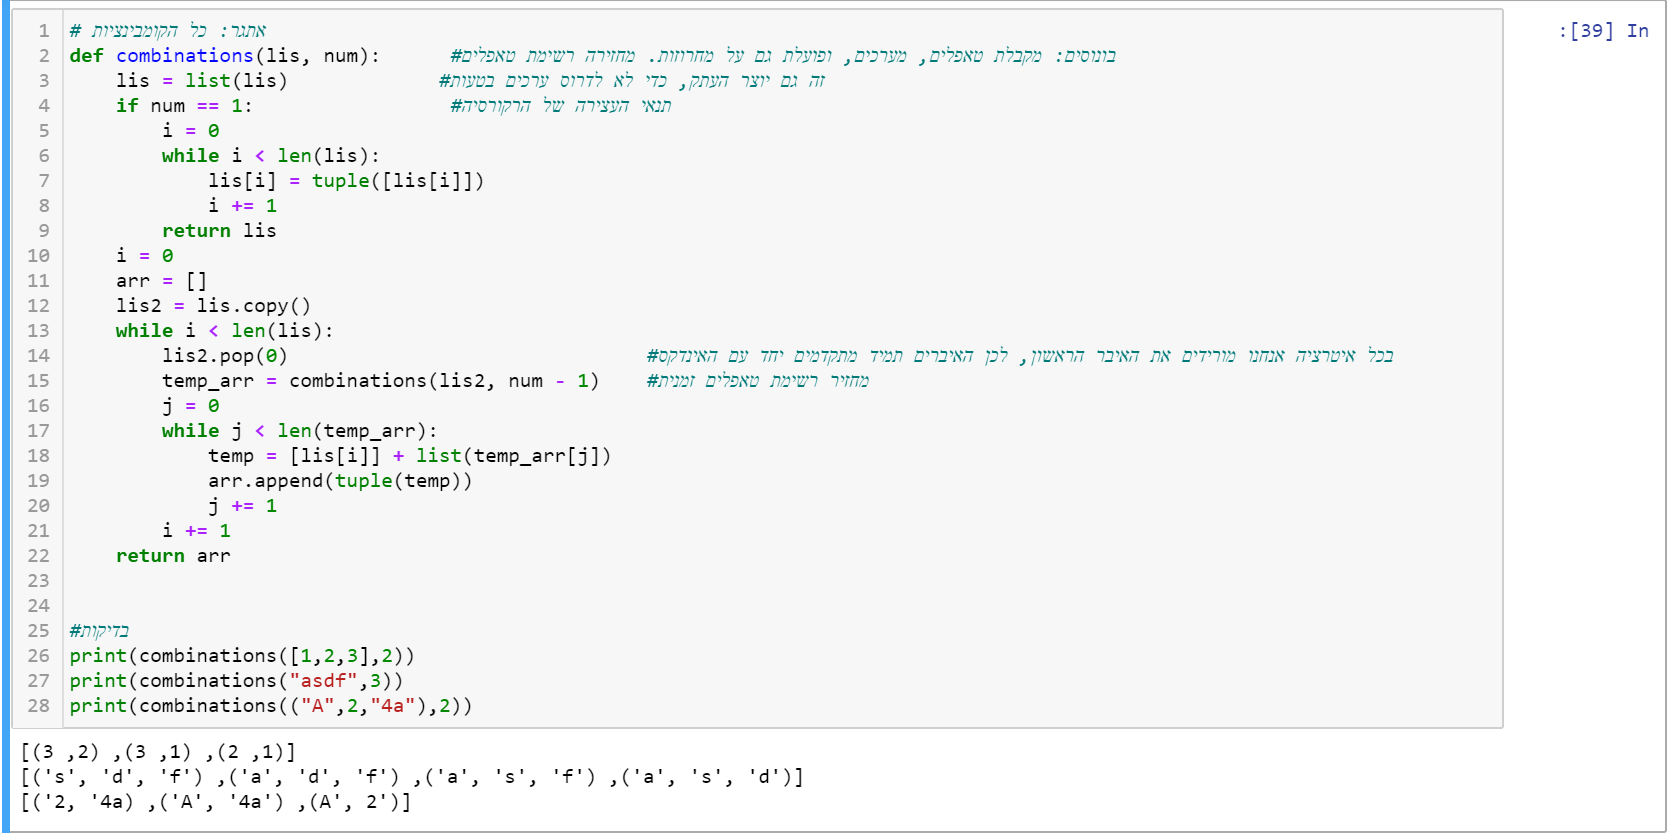 In [39]:
1 # אתגר: כל הקומבינציות
2 def combinations(lis, num):      #בונוסים: מקבלת טאפלים, מערכים, ופועלת גם על מחרוזות. מחזירה רשימת טאפלים
3     lis = list(lis)             #זה גם יוצר העתק, כדי לא לדרוס ערכים בטעות
4     if num == 1:                 #תנאי העצירה של הרקורסיה
5         i = 0
6         while i < len(lis):
7             lis[i] = tuple([lis[i]])
8             i += 1
9         return lis
10     i = 0
11     arr = []
12     lis2 = lis.copy()
13     while i < len(lis):
14         lis2.pop(0)                               #בכל איטרציה אנחנו מורידים את האיבר הראשון, לכן האיברים תמיד מתקדמים יחד עם האינדקס
15         temp_arr = combinations(lis2, num - 1)    #מחזיר רשימת טאפלים זמנית
16         j = 0
17         while j < len(temp_arr):
18             temp = [lis[i]] + list(temp_arr[j])
19             arr.append(tuple(temp))
20             j += 1
21         i += 1
22     return arr
23
24
25 #בדיקות
26 print(combinations([1,2,3],2))
27 print(combinations("asdf",3))
28 print(combinations(("A",2,"4a"),2))
[(3 ,2) ,(3 ,1) ,(2 ,1)]
[('s', 'd', 'f') ,('a', 'd', 'f') ,('a', 's', 'f') ,('a', 's', 'd')]
[('2, '4a) ,('A', '4a') ,(A', 2')]